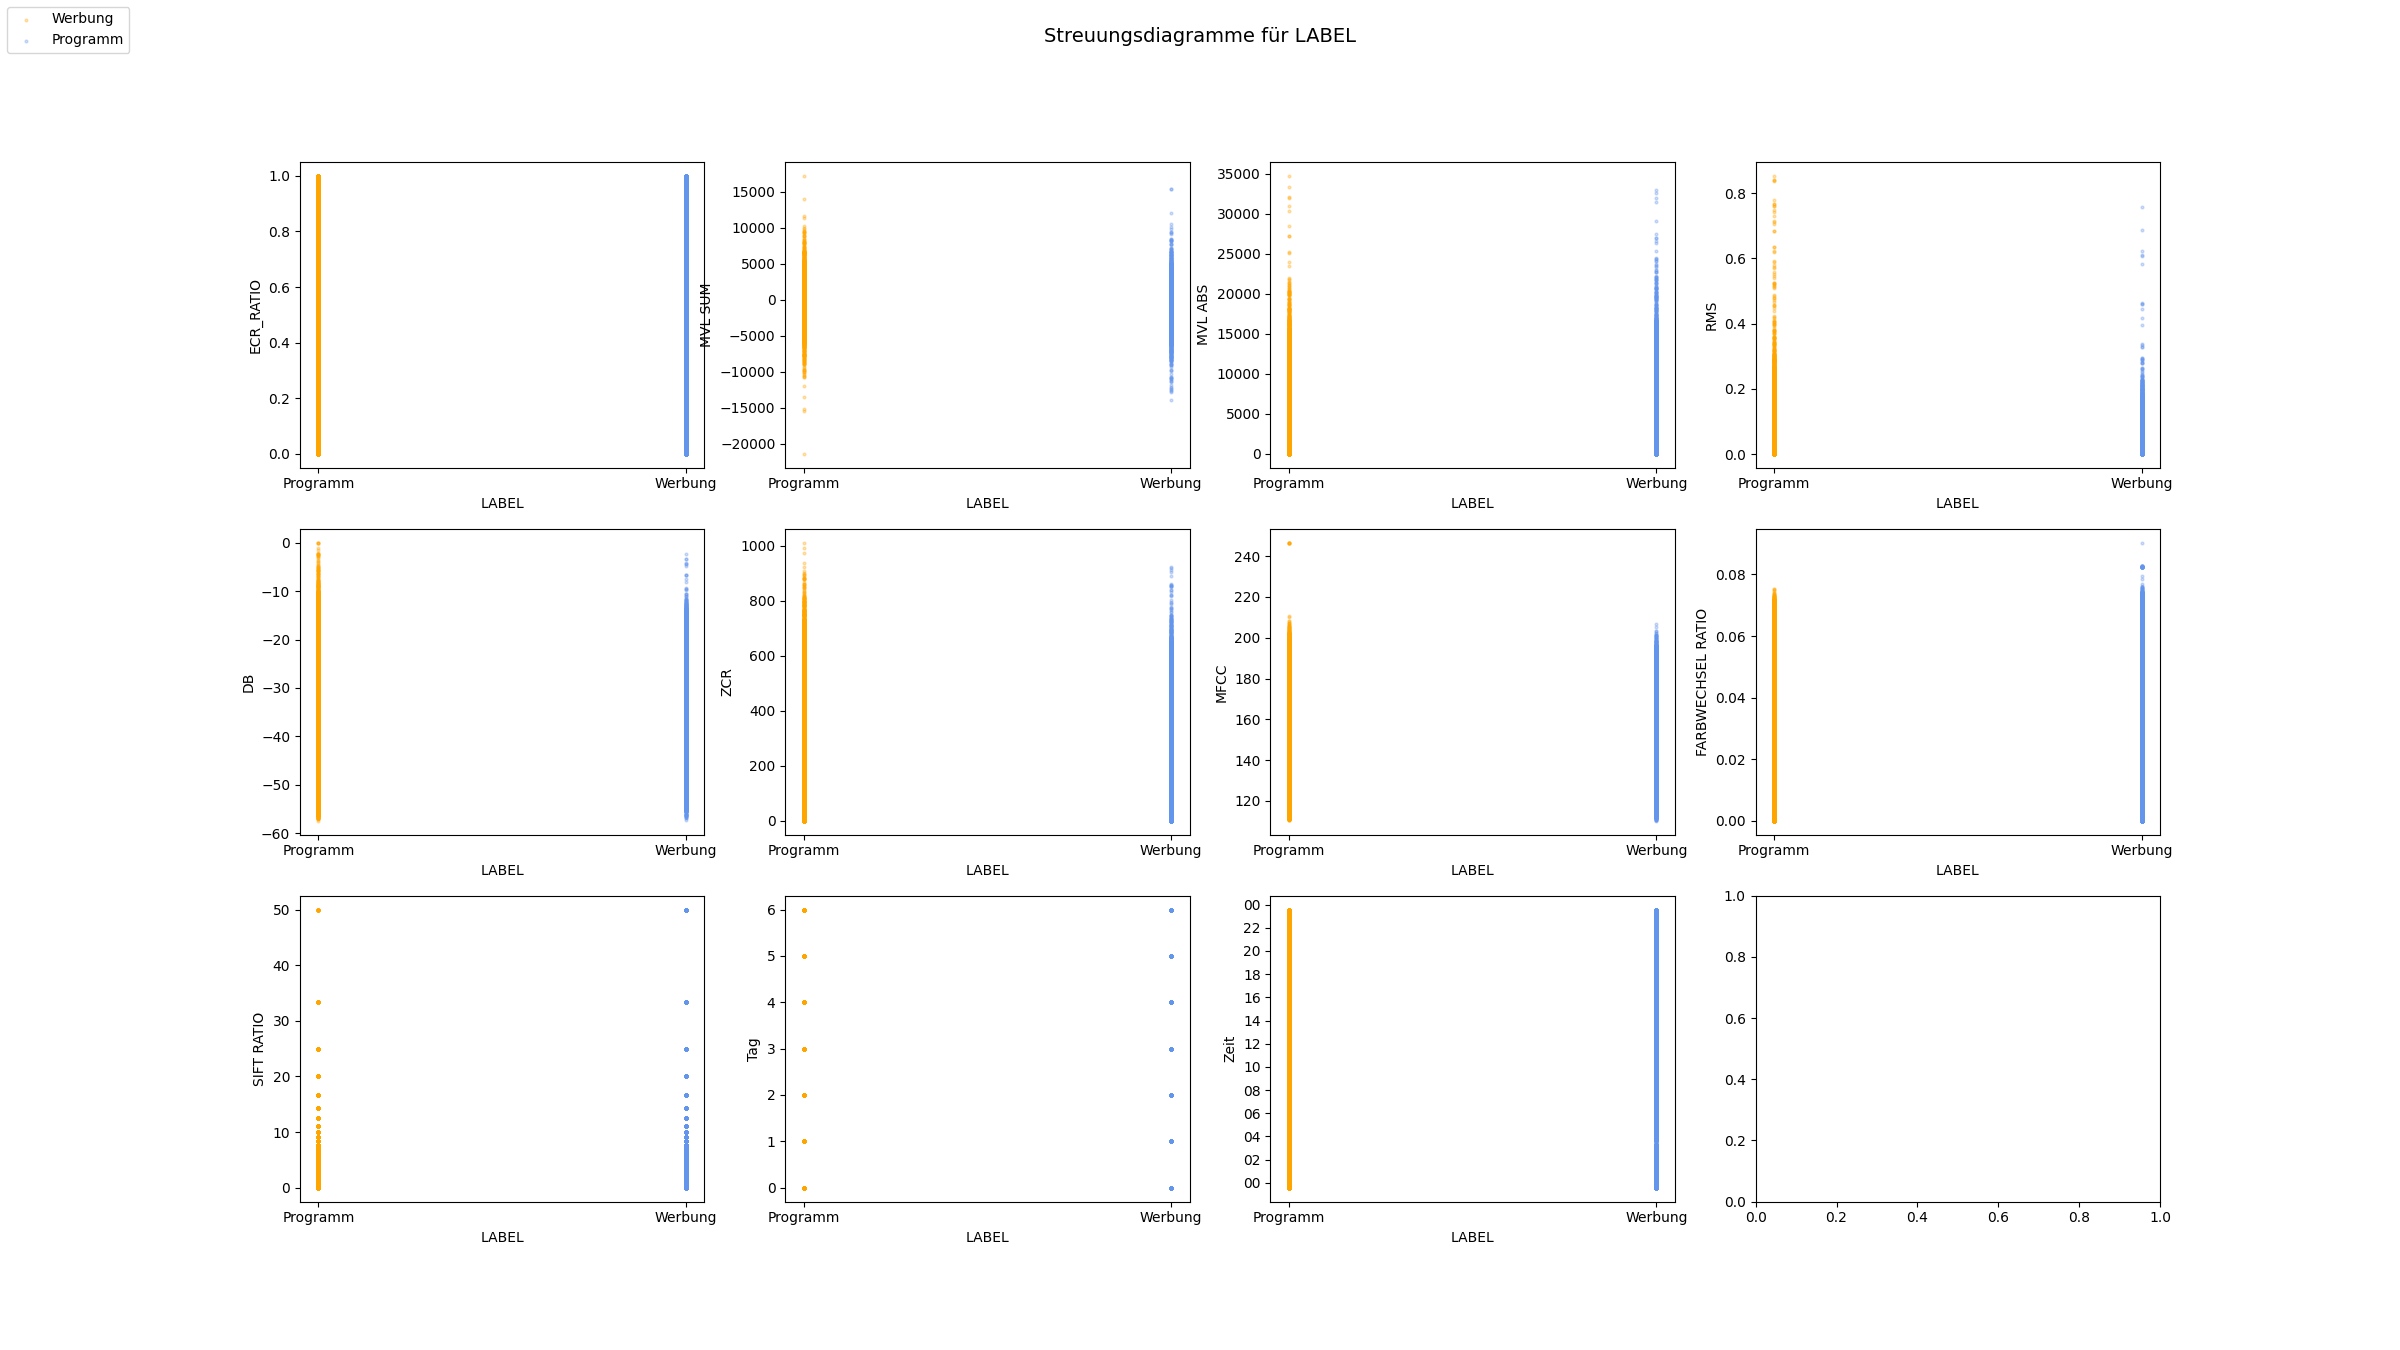 Werbung
Programm
Streuungsdiagramme für LABEL
ECR_RATIO
1.0
0.8
0.6
0.4
0.2
0.0
Programm
Werbung
LABEL
MVL SUM
15000
10000
5000
0
−5000
−10000
−15000
−20000
Programm
Werbung
LABEL
MVL ABS
35000
30000
25000
20000
15000
10000
5000
0
Programm
Werbung
LABEL
RMS
0.8
0.6
0.4
0.2
0.0
Programm
Werbung
LABEL
DB
0
−10
−20
−30
−40
−50
−60
Programm
Werbung
LABEL
ZCR
1000
800
600
400
200
0
Programm
Werbung
LABEL
MFCC
240
220
200
180
160
140
120
Programm
Werbung
LABEL
FARBWECHSEL RATIO
0.08
0.06
0.04
0.02
0.00
Programm
Werbung
LABEL
SIFT RATIO
50
40
30
20
10
0
Programm
Werbung
LABEL
Tag
6
5
4
3
2
1
0
Programm
Werbung
LABEL
Zeit
00
22
20
18
16
14
12
10
08
06
04
02
00
Programm
Werbung
LABEL
1.0
0.8
0.6
0.4
0.2
0.0
0.0 0.2 0.4 0.6 0.8 1.0